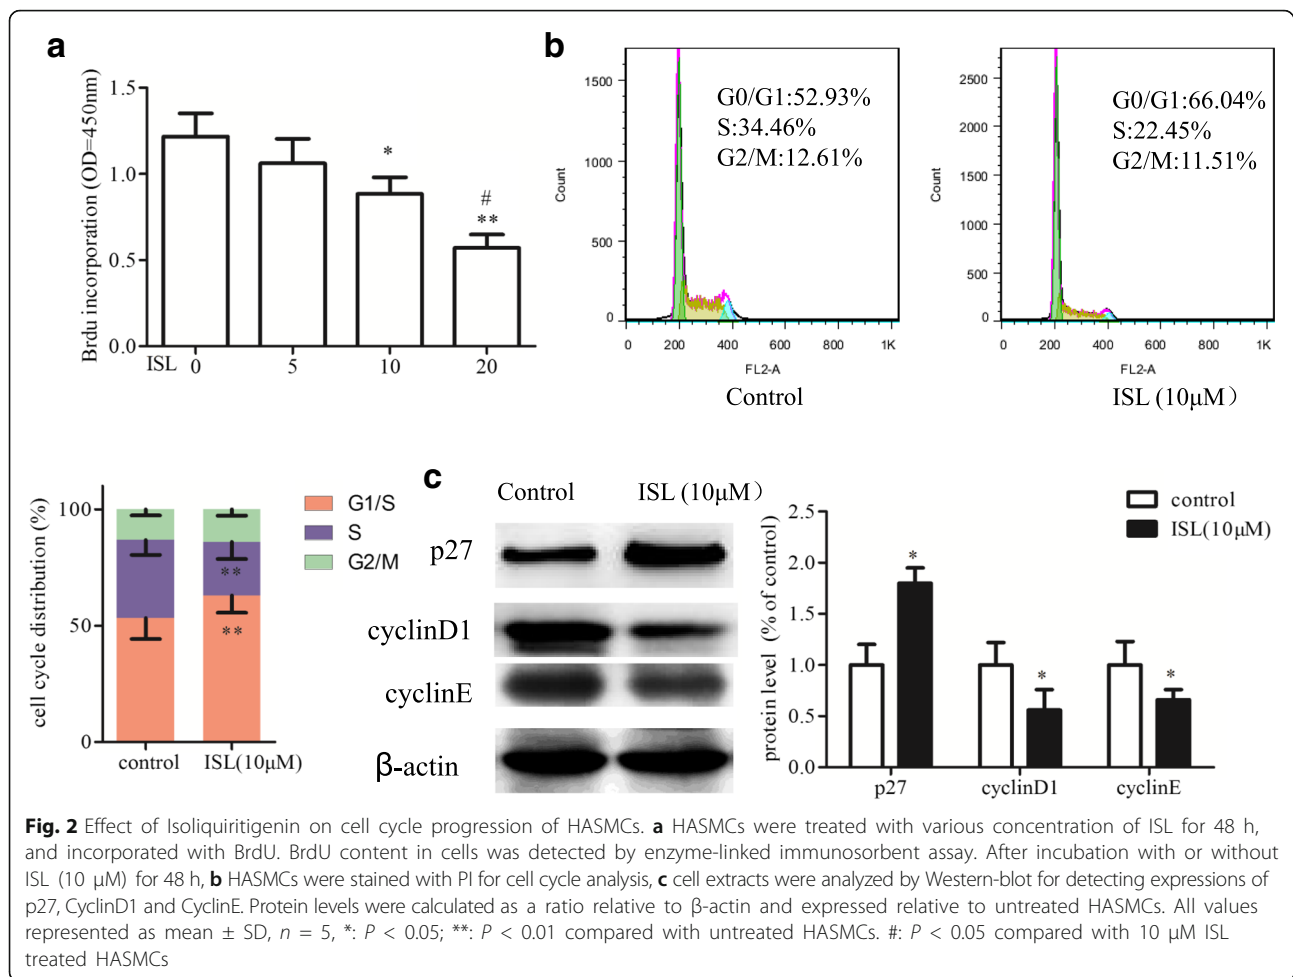 a
Brdu incorporation (OD=450nm)
1.5
1.0
0.5
0.0
*
#
**
ISL 0 5 10 20
b
Count
1500
1000
500
0
G0/G1:52.93%
S:34.46%
G2/M:12.61%
0 200 400 600 800 1K
FL2-A
Control
Count
2500
2000
1500
1000
500
0
G0/G1:66.04%
S:22.45%
G2/M:11.51%
0 200 400 600 800 1K
FL2-A
ISL (10μM）
cell cycle distribution (%)
100
50
0
**
**
control ISL(10μM)
G1/S
S
G2/M
c
Control ISL (10μM）
p27
cyclinD1
cyclinE
β-actin
protein level (% of control)
2.5
2.0
1.5
1.0
0.5
0.0
control
ISL(10μM)
*
*
*
p27 cyclinD1 cyclinE
Fig. 2 Effect of Isoliquiritigenin on cell cycle progression of HASMCs. a HASMCs were treated with various concentration of ISL for 48 h,
and incorporated with BrdU. BrdU content in cells was detected by enzyme-linked immunosorbent assay. After incubation with or without
ISL (10 μM) for 48 h, b HASMCs were stained with PI for cell cycle analysis, c cell extracts were analyzed by Western-blot for detecting expressions of
p27, CyclinD1 and CyclinE. Protein levels were calculated as a ratio relative to β-actin and expressed relative to untreated HASMCs. All values
represented as mean ± SD, n = 5, *: P < 0.05; **: P < 0.01 compared with untreated HASMCs. #: P < 0.05 compared with 10 μM ISL
treated HASMCs